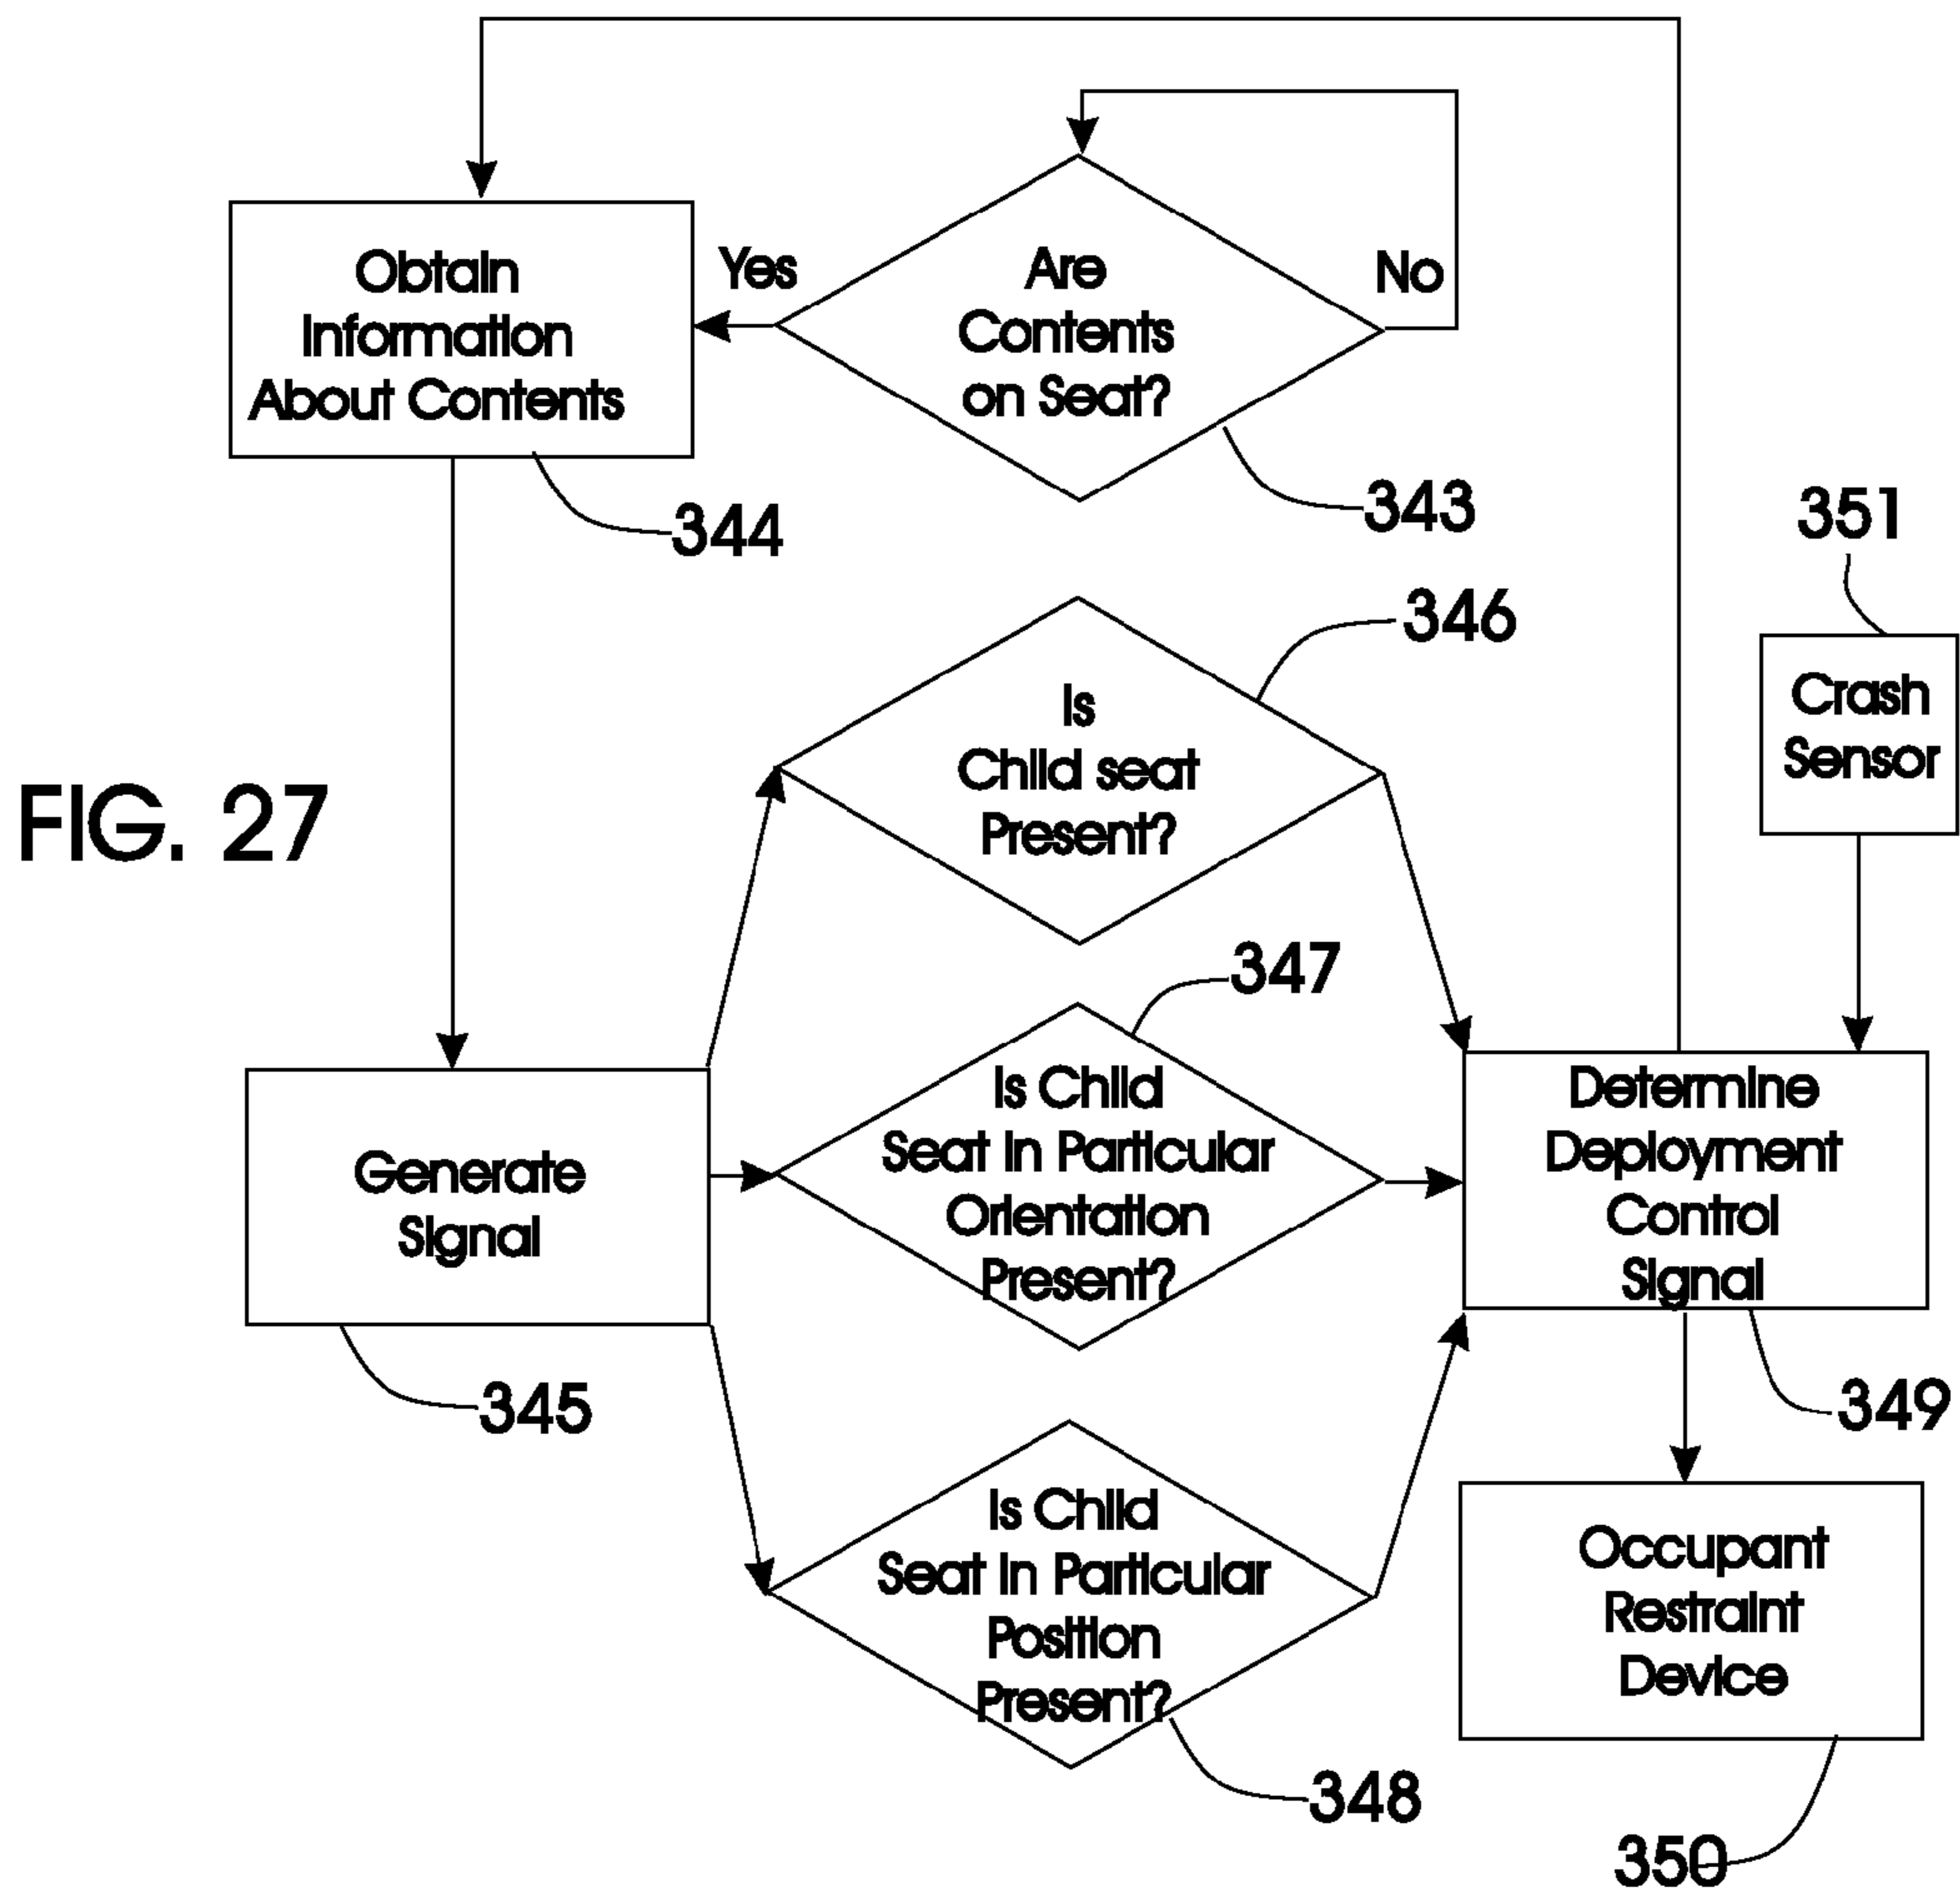 Obtain
Information
About Contents
Yes
Are
Contents
on Seat?
No
344
343
351
346
Is
Child seat
Present?
Crash
Sensor
FIG. 27
347
Generate
Signal
Is Child
Seat in Particular
Orientation
Present?
Determine
Deployment
Control
Signal
345
349
Is Child
Seat in Particular
Position
Present?
Occupant
Restraint
Device
348
350